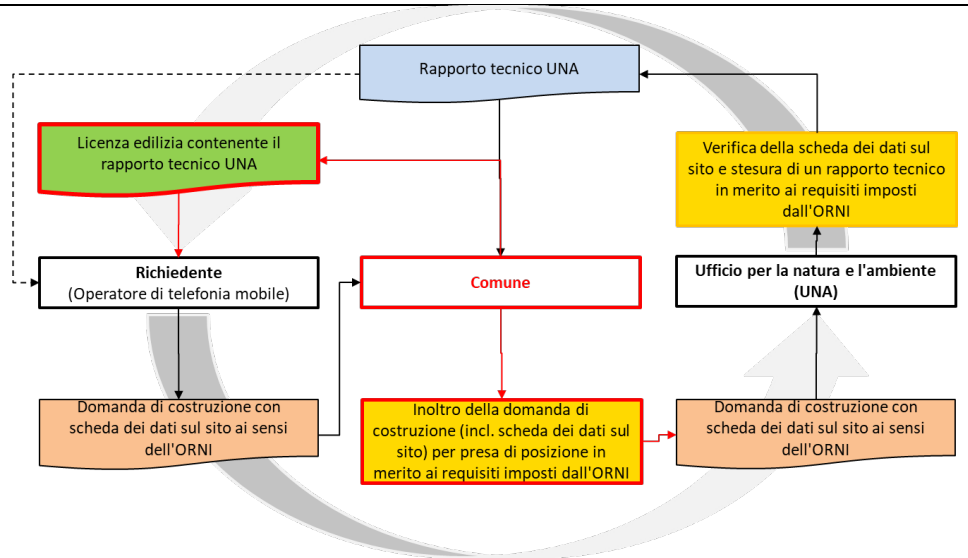 Rapporto tecnico UNA
Licenza edilizia contenente il
rapporto tecnico UNA
Verifica della scheda dei dati sul
sito e stesura di un rapporto tecnico
in merito ai requisiti imposti
dall'ORNI
Richiedente
(Operatore di telefonia mobile)
Comune
Ufficio per la natura e l'ambiente
(UNA)
Domanda di costruzione con
scheda dei dati sul sito ai sensi
dell'ORNI
Inoltro della domanda di
costruzione (incl. scheda dei dati sul
sito) per presa di posizione in
merito ai requisiti imposti dall'ORNI
Domanda di costruzione con
scheda dei dati sul sito ai sensi
dell'ORNI